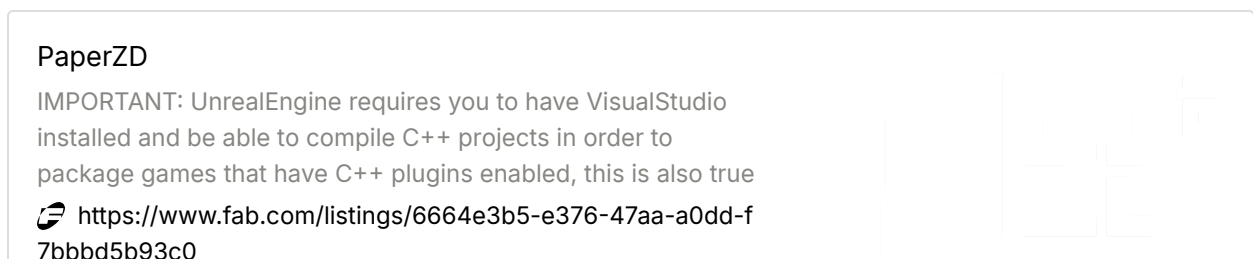 PaperZD
IMPORTANT: UnrealEngine requires you to have VisualStudio
installed and be able to compile C++ projects in order to
package games that have C++ plugins enabled, this is also true
https://www.fab.com/listings/6664e3b5-e376-47aa-a0dd-f
7bbbd5b93c0